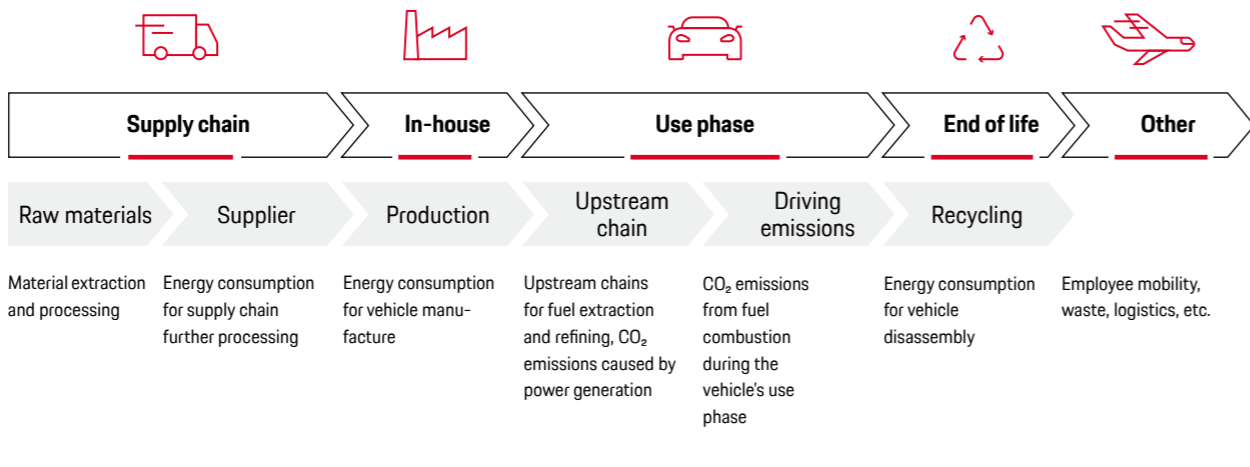 Supply chain
In-house
Use phase
End of life
Other
Raw materials
Supplier
Production
Upstream
chain
Driving
emissions
Recycling
Material extraction
and processing
Energy consumption
for supply chain
further processing
Energy consumption
for vehicle manu-
facture
Upstream chains
for fuel extraction
and refining, CO₂
emissions caused by
power generation
CO₂ emissions
from fuel
combustion
during the
vehicle's use
phase
Energy consumption
for vehicle
disassembly
Employee mobility,
waste, logistics, etc.